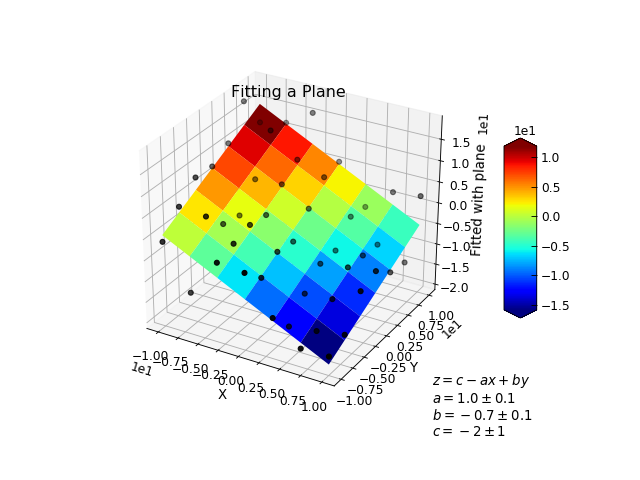 Fitting a Plane
−1.00
−0.75
−0.50
−0.25
0.00
0.25
0.50
0.75
1.00
1e1
X
−1.00
−0.75
−0.50
−0.25
0.00
0.25
0.50
0.75
1.00
1e1
Y
1.5
1.0
0.5
0.0
−0.5
−1.0
−1.5
−2.0
Fitted with plane 1e1
1e1
1.0
0.5
0.0
−0.5
−1.0
−1.5
z = c − ax + by
a = 1.0 ± 0.1
b = − 0.7 ± 0.1
c = − 2 ± 1